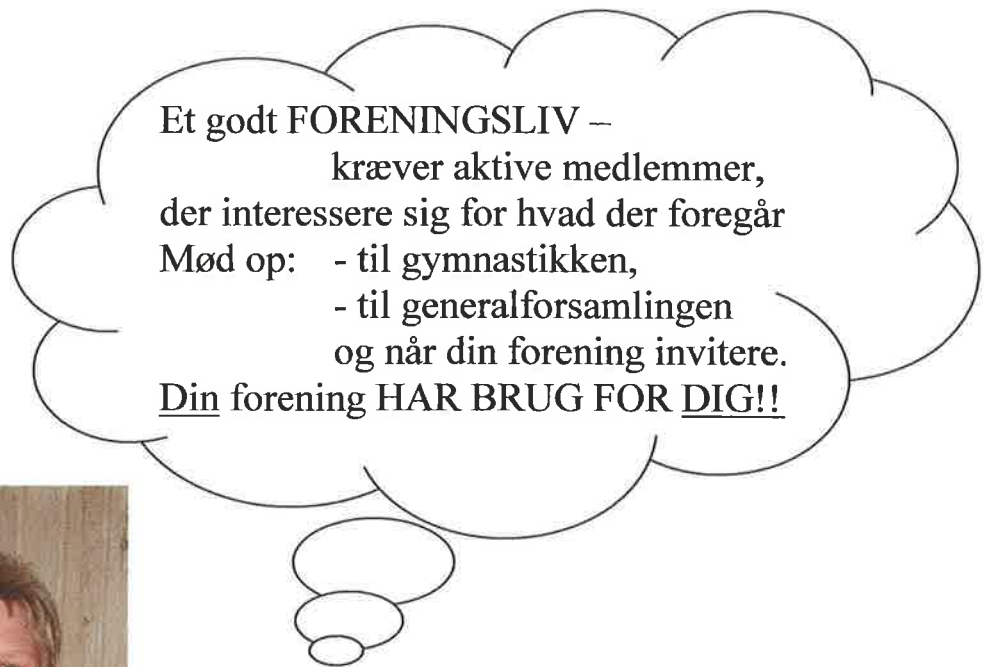 Et godt FORENINGSLIV –
kræver aktive medlemmer,
der interessere sig for hvad der foregår
Mød op: - til gymnastikken,
- til generalforsamlingen
og når din forening invitere.
Din forening HAR BRUG FOR DIG!!